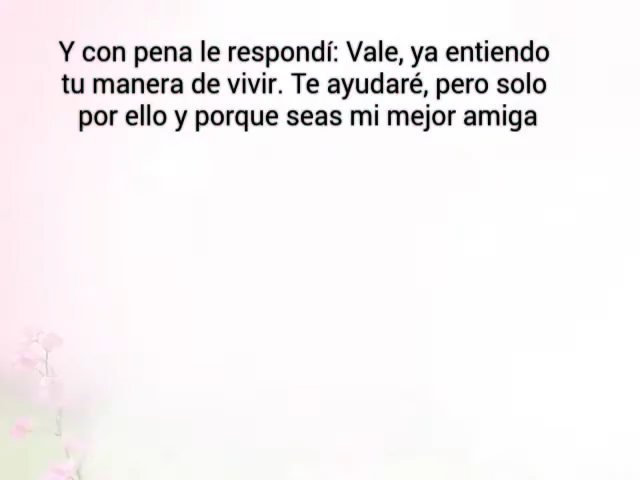 Y con pena le respondí: Vale, ya entiendo
tu manera de vivir. Te ayudaré, pero solo
por ello y porque seas mi mejor amiga